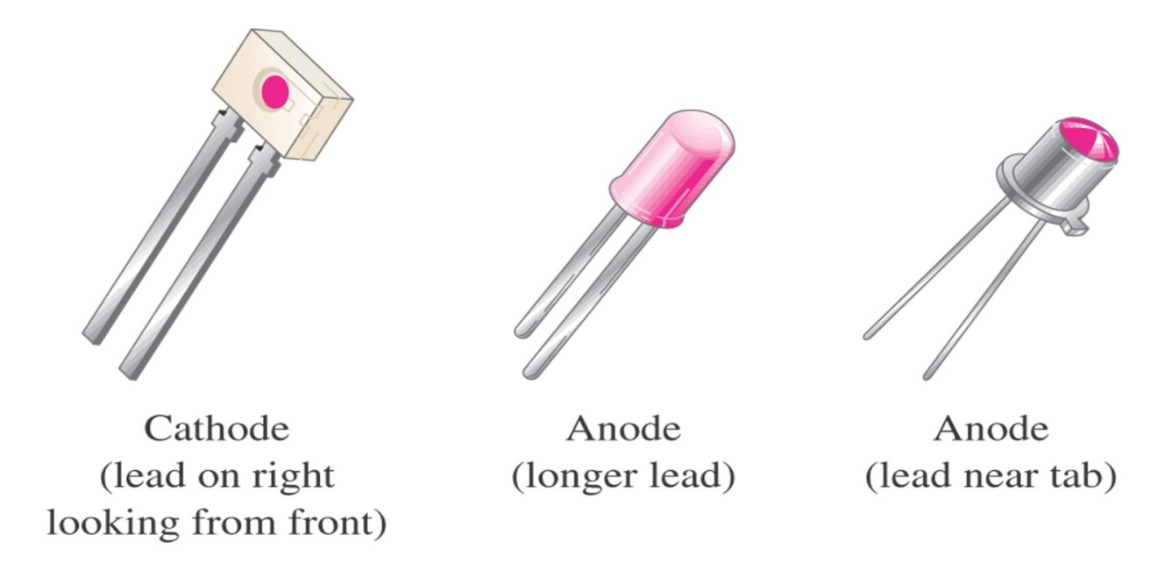 Cathode
(lead on right
looking from front)
Anode
(longer lead)
Anode
(lead near tab)